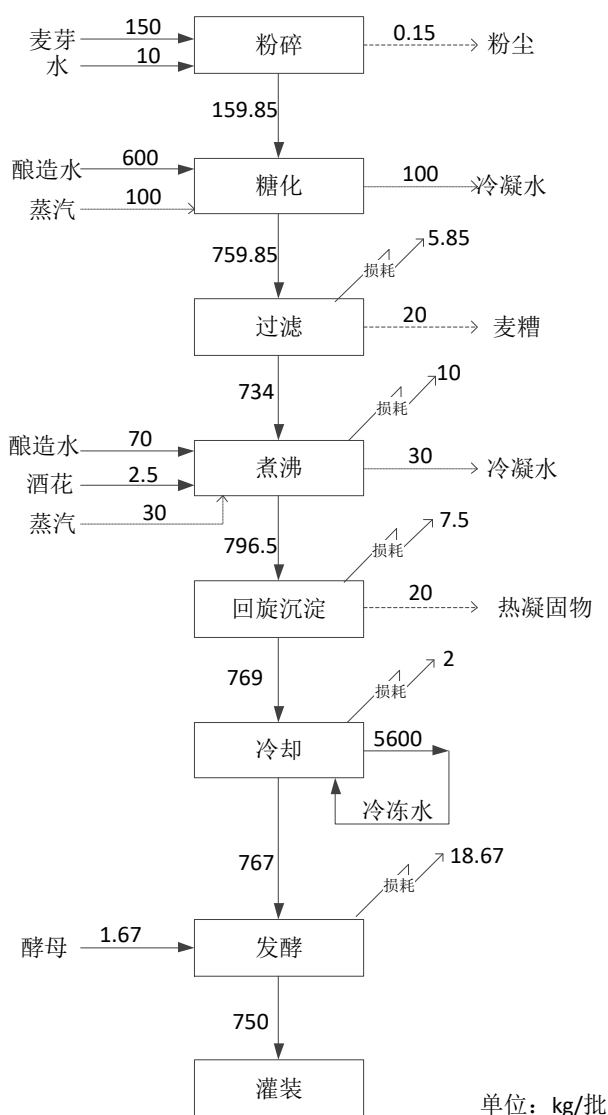 麦芽 150
粉碎
0.15 粉尘
水 10
159.85
酿造水 600
糖化
100 冷凝水
蒸汽 100
759.85
损耗 5.85
过滤
20 麦糟
734
损耗 10
酿造水 70
煮沸
30 冷凝水
酒花 2.5
蒸汽 30
796.5
损耗 7.5
回旋沉淀
20 热凝固物
769
损耗 2
冷却
5600
冷冻水
767
损耗 18.67
酵母 1.67
发酵
750
灌装
单位：kg/批